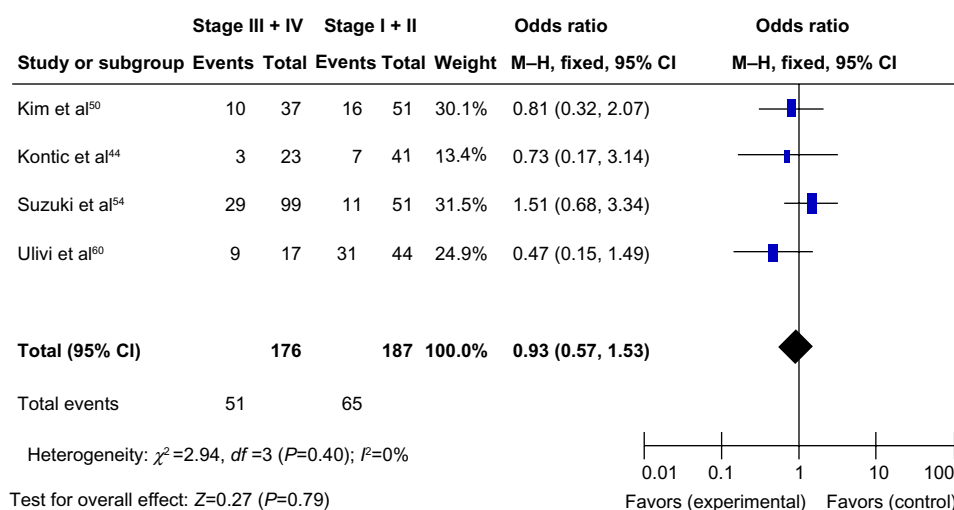 Stage III + IV Stage I + II Odds ratio Odds ratio
Study or subgroup Events Total Events Total Weight M–H, fixed, 95% CI M–H, fixed, 95% CI
Kim et al⁵⁰ 10 37 16 51 30.1% 0.81 (0.32, 2.07)
Kontic et al⁴⁴ 3 23 7 41 13.4% 0.73 (0.17, 3.14)
Suzuki et al⁵⁴ 29 99 11 51 31.5% 1.51 (0.68, 3.34)
Ulivi et al⁶⁰ 9 17 31 44 24.9% 0.47 (0.15, 1.49)
Total (95% CI) 176 187 100.0% 0.93 (0.57, 1.53)
Total events 51 65
Heterogeneity: χ²=2.94, df=3 (P=0.40); I²=0%
0.01 0.1 1 10 100
Test for overall effect: Z=0.27 (P=0.79) Favors (experimental) Favors (control)